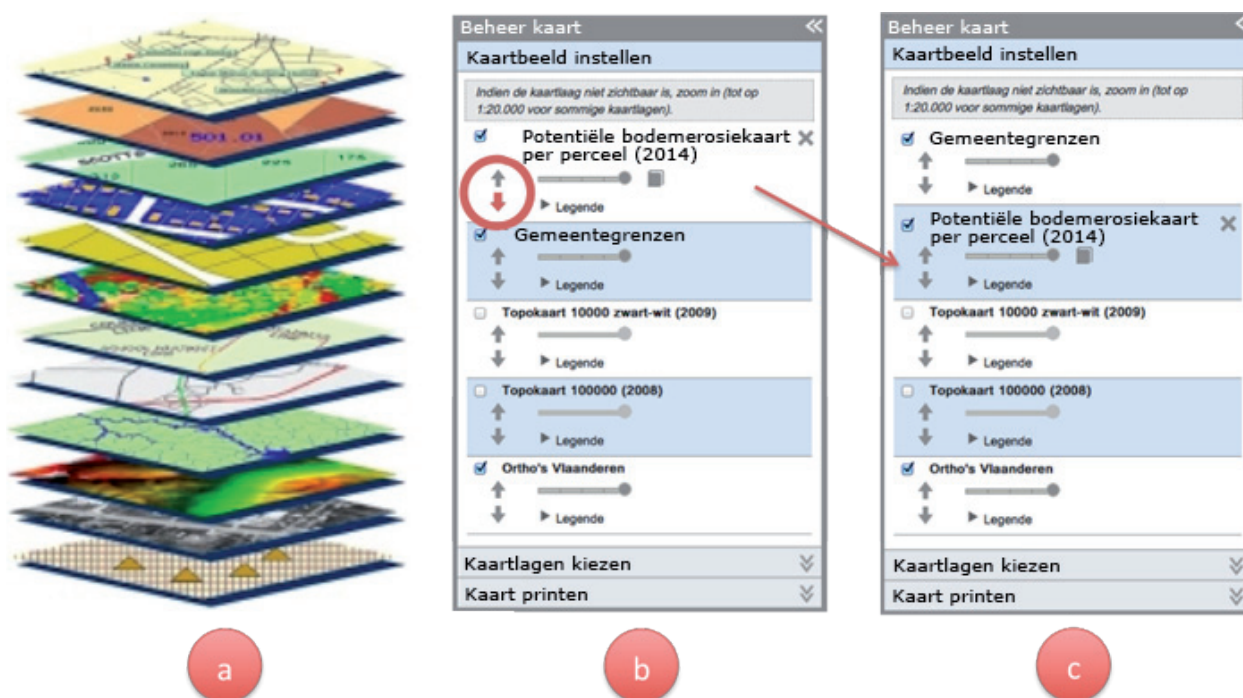 501.01
Beheer kaart
Kaartbeeld instellen
Indien de kaartlaag niet zichtbaar is, zoom in (tot op
1:20.000 voor sommige kaartlagen).
Potentiële bodemerosiekaart
per perceel (2014)
Legende
Gemeentegrenzen
Legende
Topokaart 10000 zwart-wit (2009)
Legende
Topokaart 100000 (2008)
Legende
Ortho's Vlaanderen
Legende
Kaartlagen kiezen
Kaart printen
Beheer kaart
Kaartbeeld instellen
Indien de kaartlaag niet zichtbaar is, zoom in (tot op
1:20.000 voor sommige kaartlagen).
Gemeentegrenzen
Legende
Potentiële bodemerosiekaart
per perceel (2014)
Legende
Topokaart 10000 zwart-wit (2009)
Legende
Topokaart 100000 (2008)
Legende
Ortho's Vlaanderen
Legende
Kaartlagen kiezen
Kaart printen
a
b
c